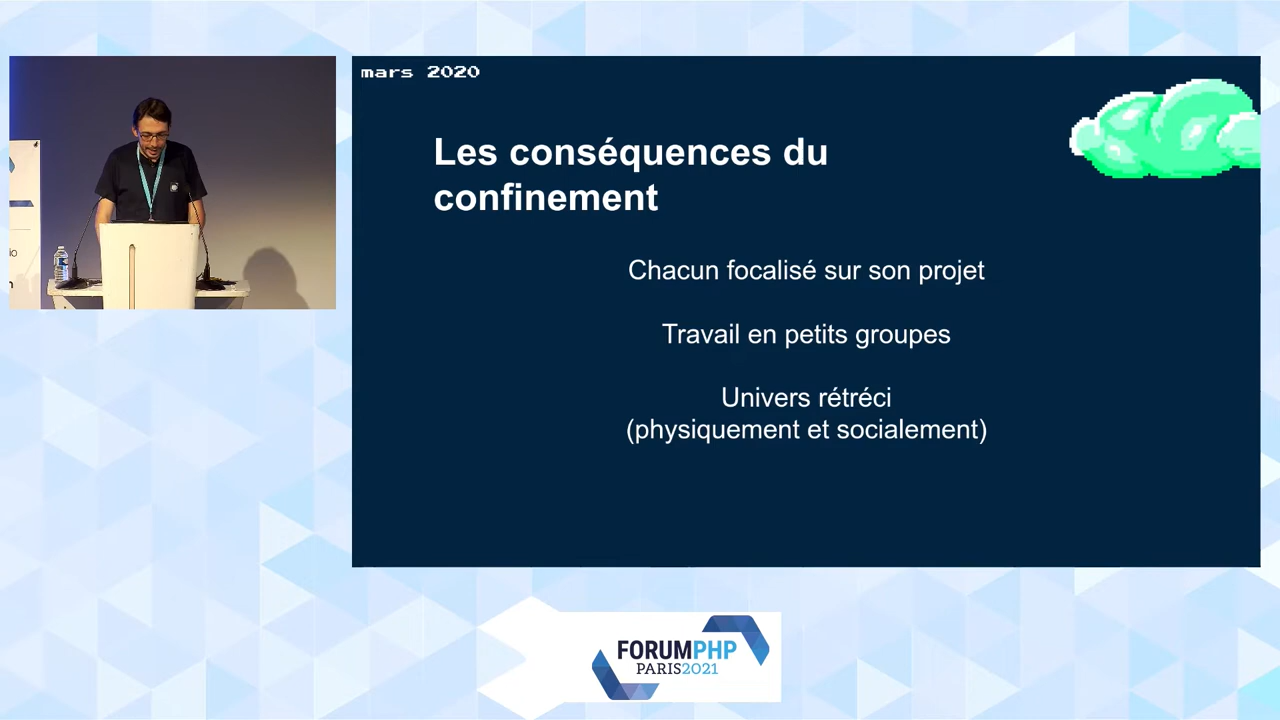 mars 2020
Les conséquences du
confinement
Chacun focalisé sur son projet
Travail en petits groupes
Univers rétréci
(physiquement et socialement)
FORUMPHP
PARIS2021